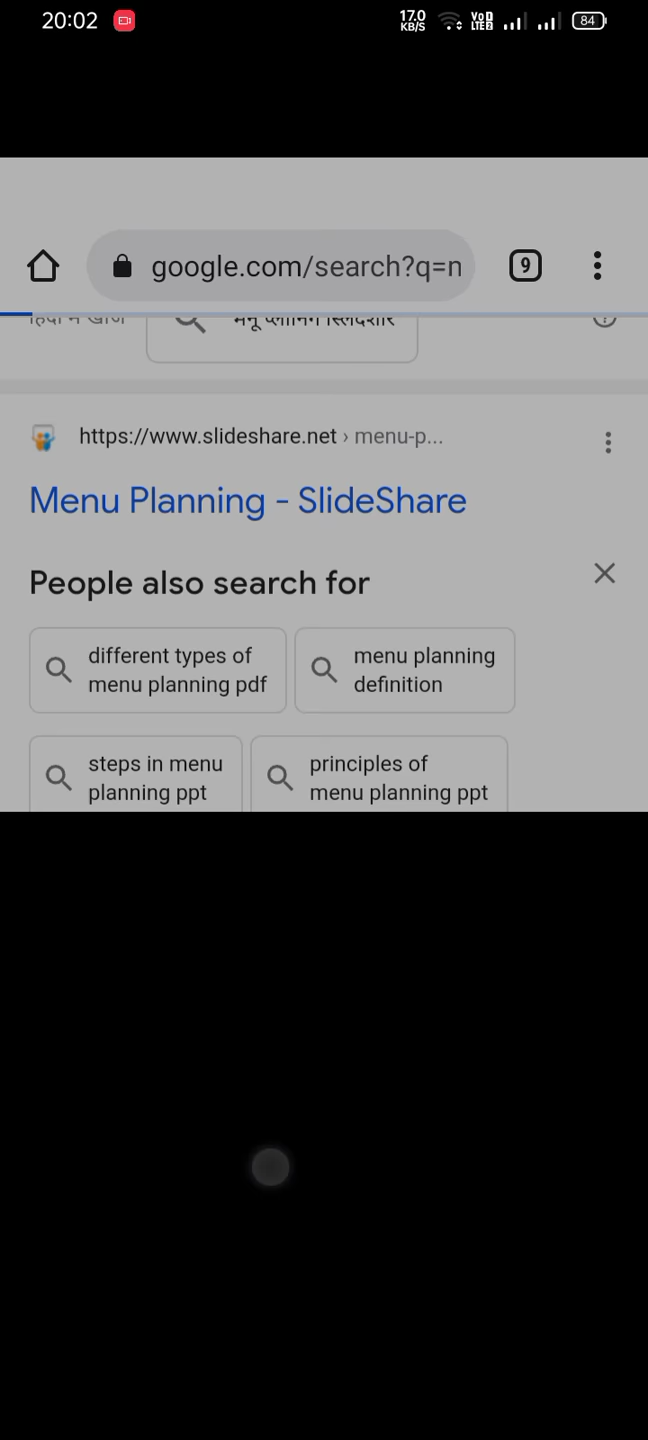 20:02
17.0
KB/S
VoD
LTE2
84
google.com/search?q=n
9
https://www.slideshare.net › menu-p...
Menu Planning - SlideShare
People also search for
different types of
menu planning pdf
menu planning
definition
steps in menu
planning ppt
principles of
menu planning ppt